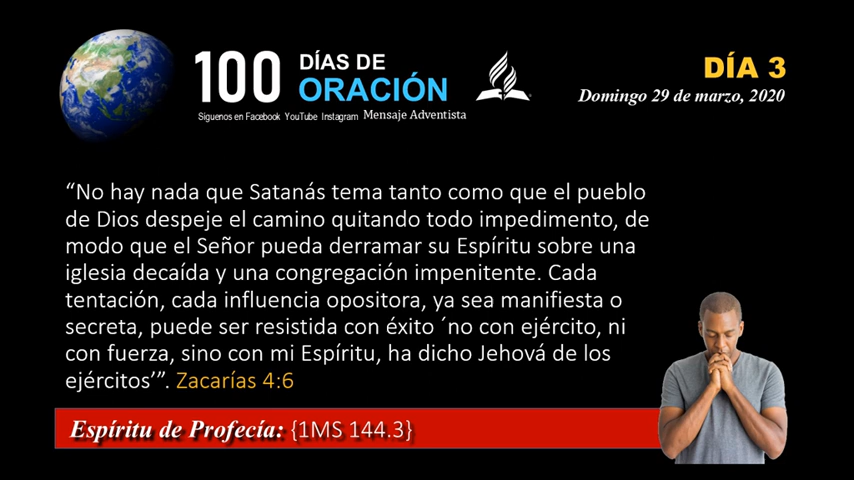 100 DÍAS DE
ORACIÓN
Síguenos en Facebook YouTube Instagram Mensaje Adventista
DÍA 3
Domingo 29 de marzo, 2020
“No hay nada que Satanás tema tanto como que el pueblo
de Dios despeje el camino quitando todo impedimento, de
modo que el Señor pueda derramar su Espíritu sobre una
iglesia decaída y una congregación impenitente. Cada
tentación, cada influencia opositora, ya sea manifiesta o
secreta, puede ser resistida con éxito ´no con ejército, ni
con fuerza, sino con mi Espíritu, ha dicho Jehová de los
ejércitos’”. Zacarías 4:6
Espíritu de Profecía: {1MS 144.3}